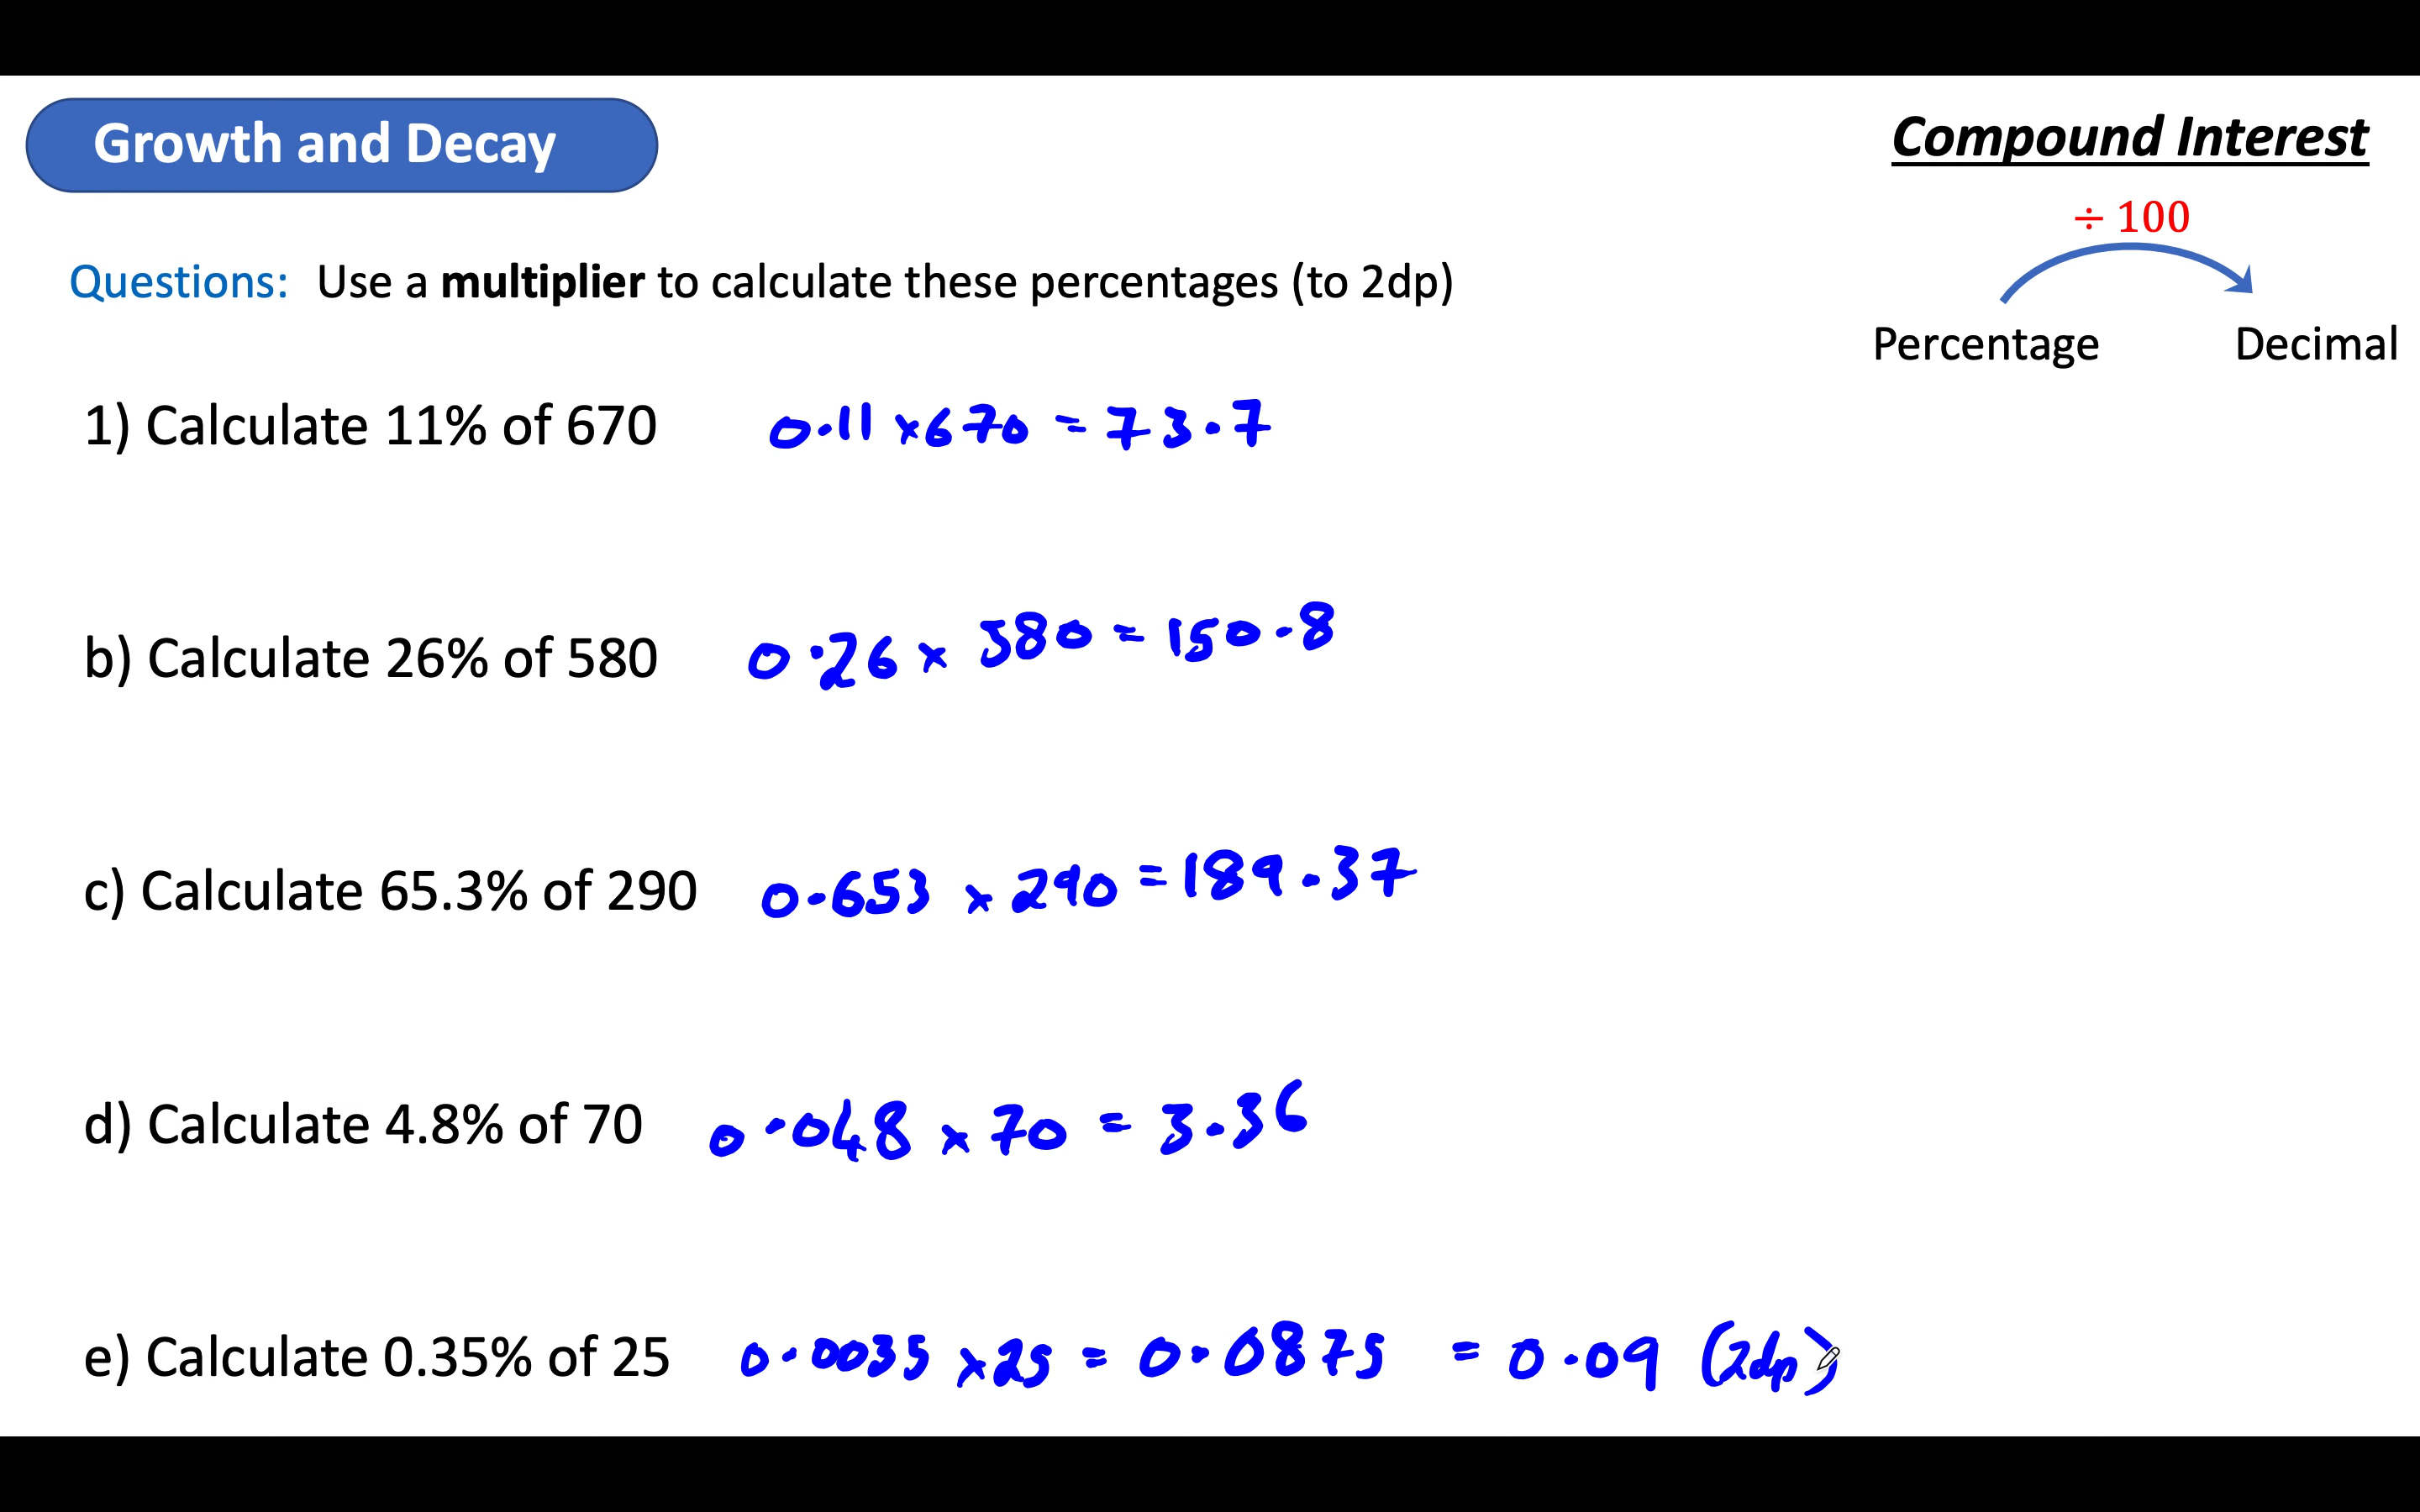 Growth and Decay
Compound Interest
÷ 100
Percentage Decimal
Questions: Use a multiplier to calculate these percentages (to 2dp)
1) Calculate 11% of 670 0.11 × 670 = 73.7
b) Calculate 26% of 580 0.26 × 580 = 150.8
c) Calculate 65.3% of 290 0.653 × 290 = 189.37
d) Calculate 4.8% of 70 0.048 × 70 = 3.36
e) Calculate 0.35% of 25 0.0035 × 25 = 0.0875 = 0.09 (2dp)